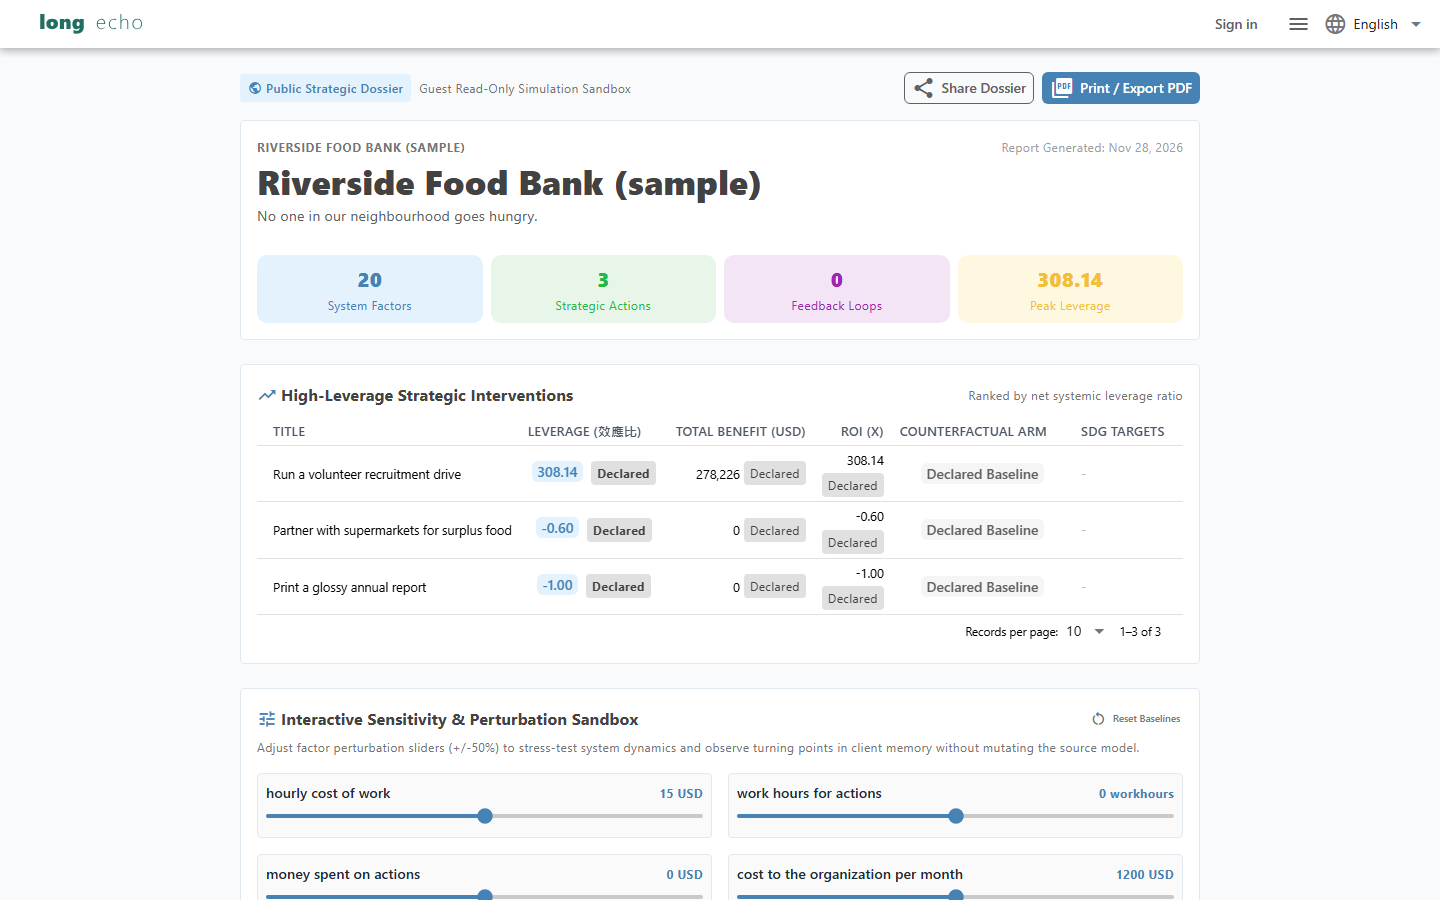 long echo
Sign in
English
Public Strategic Dossier
Guest Read-Only Simulation Sandbox
Share Dossier
PDF
Print / Export PDF
RIVERSIDE FOOD BANK (SAMPLE)
Report Generated: Nov 28, 2026
Riverside Food Bank (sample)
No one in our neighbourhood goes hungry.
20
System Factors
3
Strategic Actions
0
Feedback Loops
308.14
Peak Leverage
High-Leverage Strategic Interventions
Ranked by net systemic leverage ratio
TITLE LEVERAGE (效應比) TOTAL BENEFIT (USD) ROI (X) COUNTERFACTUAL ARM SDG TARGETS
Run a volunteer recruitment drive 308.14 Declared 278,226 Declared 308.14 Declared Declared Baseline -
Partner with supermarkets for surplus food -0.60 Declared 0 Declared -0.60 Declared Declared Baseline -
Print a glossy annual report -1.00 Declared 0 Declared -1.00 Declared Declared Baseline -
Records per page: 10 1–3 of 3
Interactive Sensitivity & Perturbation Sandbox
Reset Baselines
Adjust factor perturbation sliders (+/-50%) to stress-test system dynamics and observe turning points in client memory without mutating the source model.
hourly cost of work 15 USD
work hours for actions 0 workhours
money spent on actions 0 USD
cost to the organization per month 1200 USD